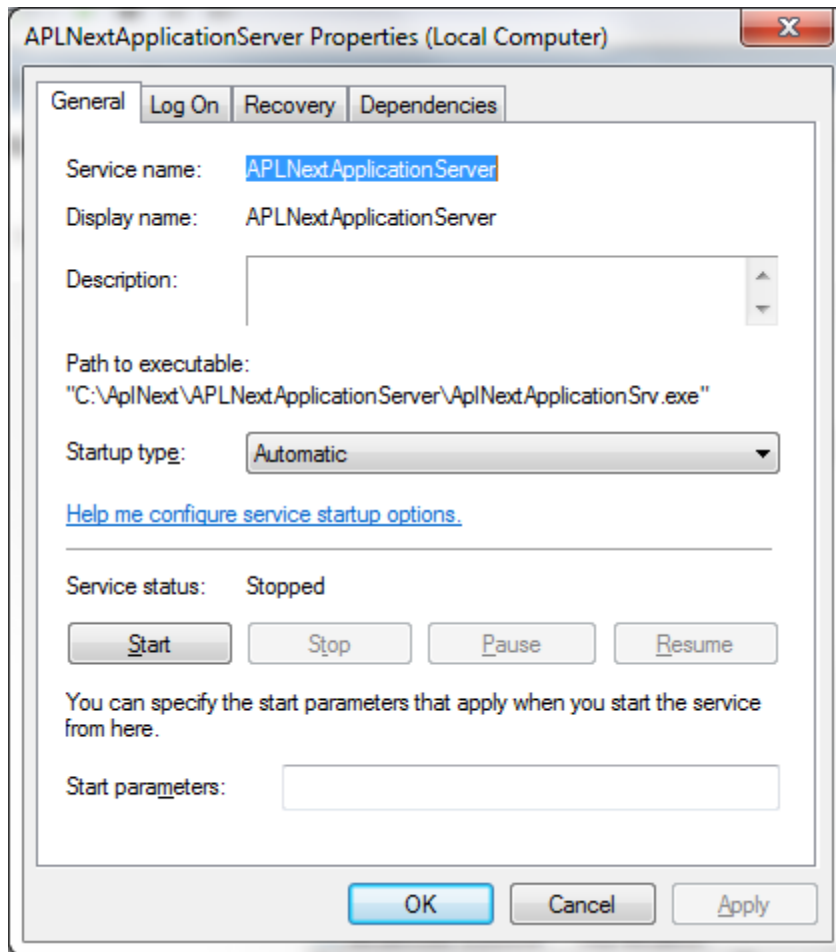 APLNextApplicationServer Properties (Local Computer)
General Log On Recovery Dependencies
Service name: APLNextApplicationServer
Display name: APLNextApplicationServer
Description:
Path to executable:
"C:\AplNext\APLNextApplicationServer\AplNextApplicationSrv.exe"
Startup type: Automatic
Help me configure service startup options.
Service status: Stopped
Start Stop Pause Resume
You can specify the start parameters that apply when you start the service
from here.
Start parameters:
OK Cancel Apply